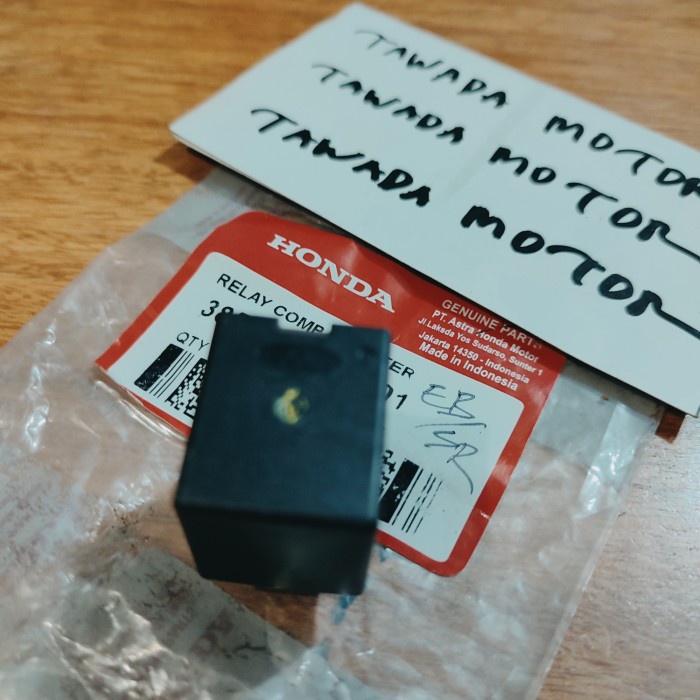 TAWADA MOTOR
TAWADA MOTOR
TAWADA MOTOR
HONDA
GENUINE PARTS
PT. Astra Honda Motor
Jl Laksda Yos Sudarso, Sunter 1
Jakarta 14350 - Indonesia
Made in Indonesia
RELAY COMP
QTY
EB/SR